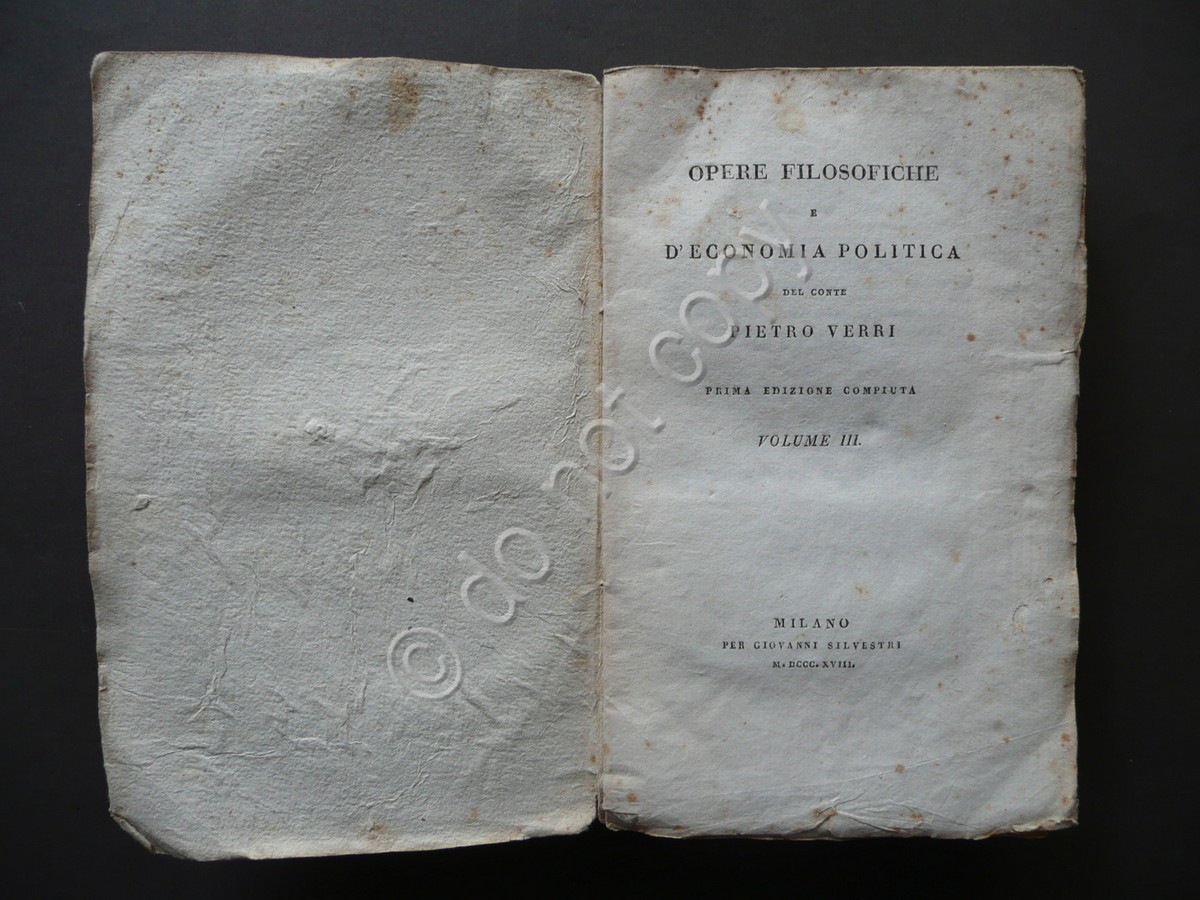 OPERE FILOSOFICHE
E
D'ECONOMIA POLITICA
DEL CONTE
PIETRO VERRI
PRIMA EDIZIONE COMPIUTA
VOLUME III.
MILANO
PER GIOVANNI SILVESTRI
M. DCCC. XVIII.
© do not copy